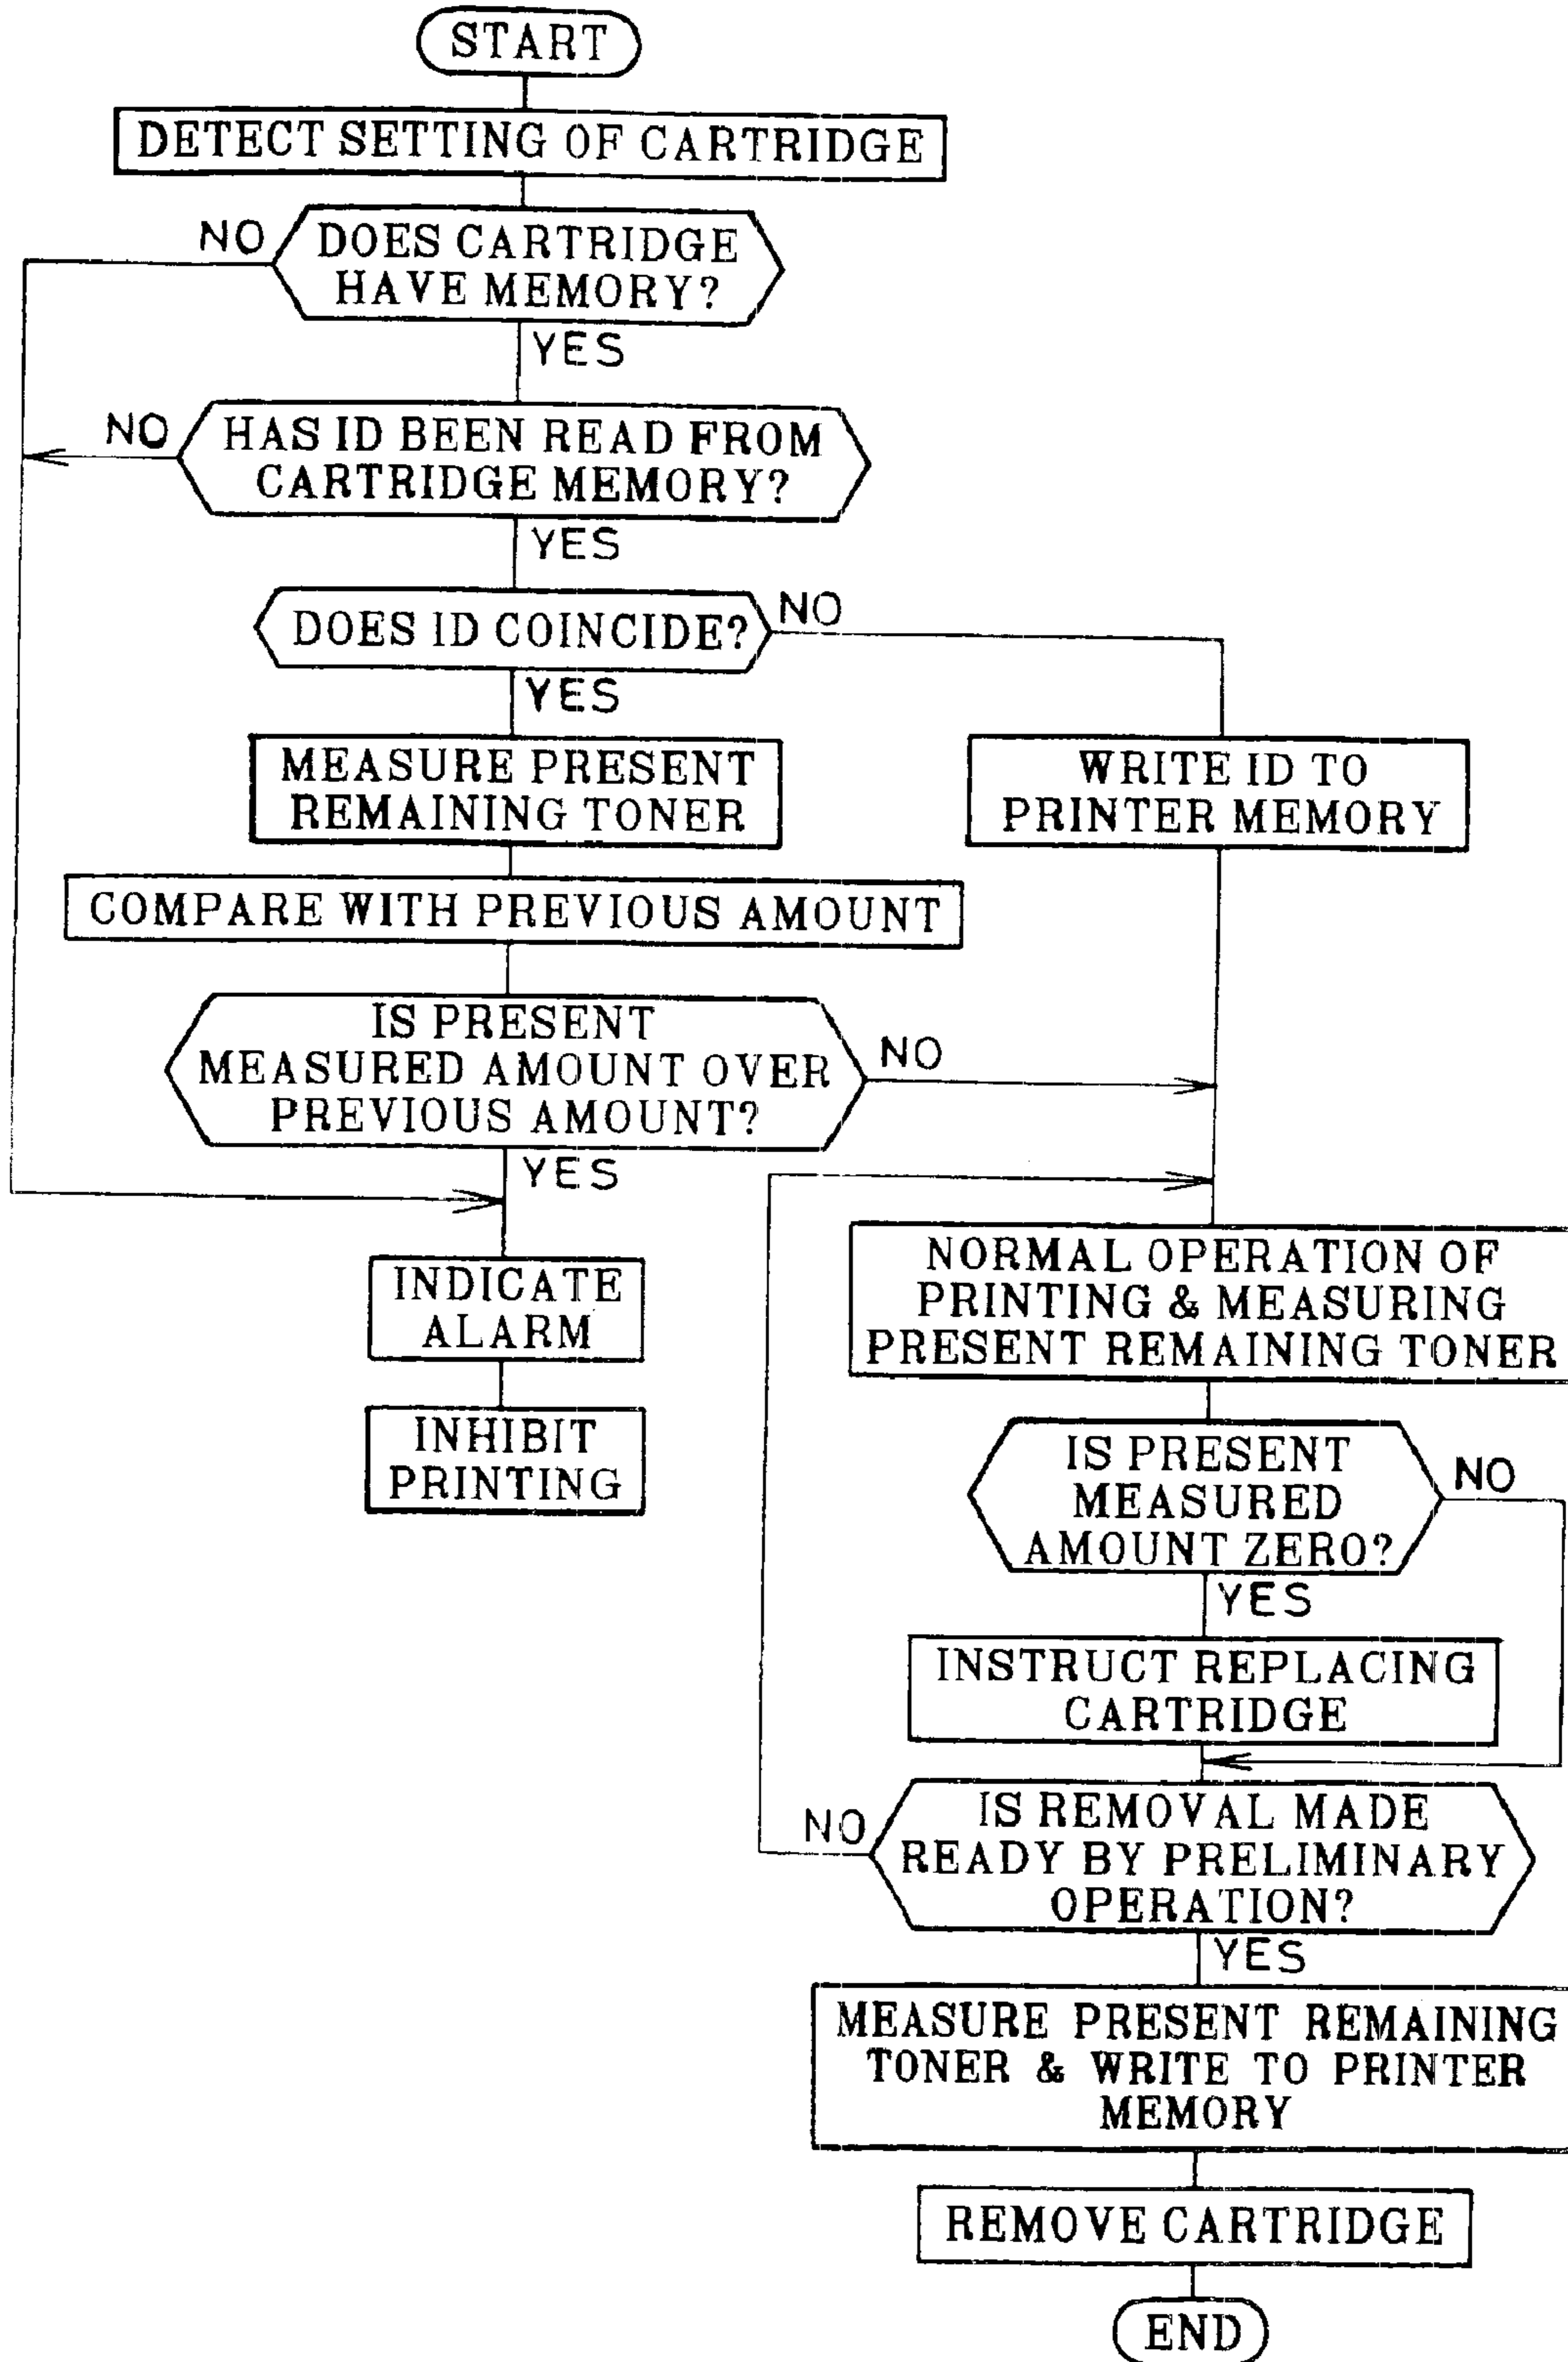 START
DETECT SETTING OF CARTRIDGE
NO
DOES CARTRIDGE
HAVE MEMORY?
YES
NO
HAS ID BEEN READ FROM
CARTRIDGE MEMORY?
YES
DOES ID COINCIDE?
NO
YES
MEASURE PRESENT
REMAINING TONER
WRITE ID TO
PRINTER MEMORY
COMPARE WITH PREVIOUS AMOUNT
IS PRESENT
MEASURED AMOUNT OVER
PREVIOUS AMOUNT?
NO
YES
INDICATE
ALARM
INHIBIT
PRINTING
NORMAL OPERATION OF
PRINTING & MEASURING
PRESENT REMAINING TONER
IS PRESENT
MEASURED
AMOUNT ZERO?
NO
YES
INSTRUCT REPLACING
CARTRIDGE
NO
IS REMOVAL MADE
READY BY PRELIMINARY
OPERATION?
YES
MEASURE PRESENT REMAINING
TONER & WRITE TO PRINTER
MEMORY
REMOVE CARTRIDGE
END